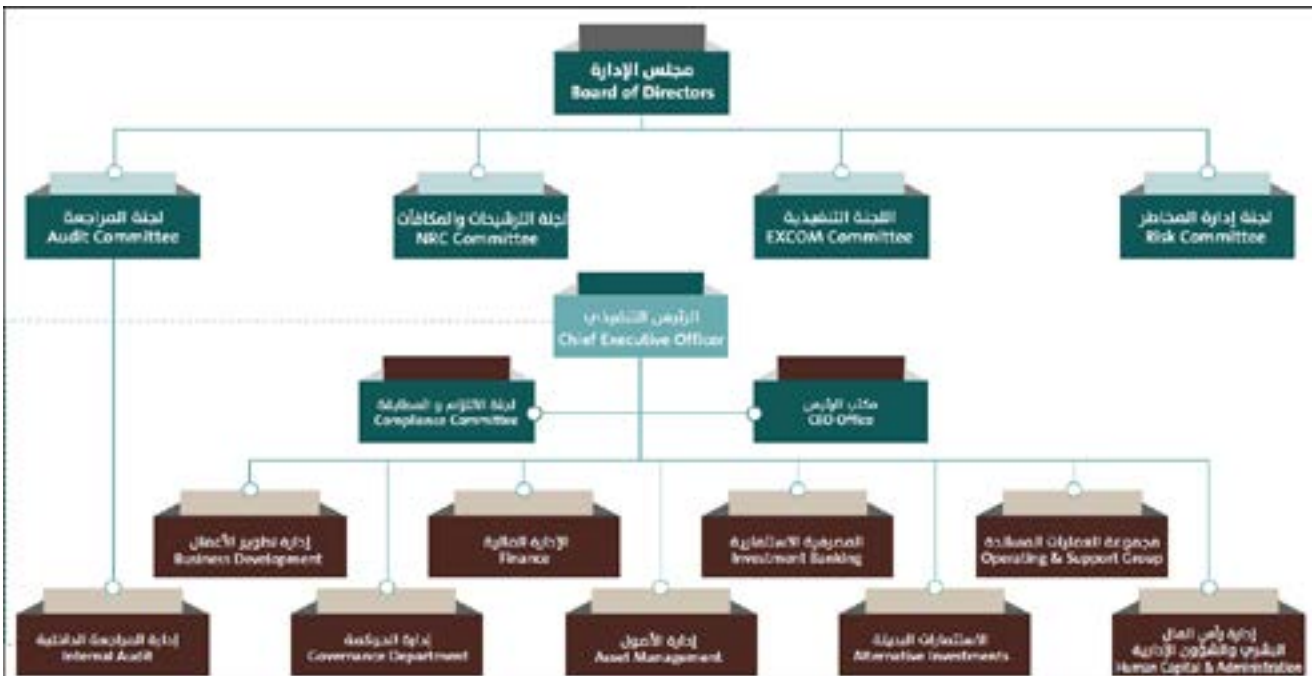 مجلس الإدارة
Board of Directors
لجنة المراجعة
Audit Committee
لجنة الترشيحات والمكافآت
NRC Committee
اللجنة التنفيذية
EXCOM Committee
لجنة إدارة المخاطر
Risk Committee
الرئيس التنفيذي
Chief Executive Officer
لجنة الالتزام و المطابقة
Compliance Committee
مكتب الرئيس
CEO Office
إدارة تطوير الأعمال
Business Development
الإدارة المالية
Finance
المصرفية الاستثمارية
Investment Banking
مجموعة العمليات المساندة
Operating & Support Group
إدارة المراجعة الداخلية
Internal Audit
إدارة الحوكمة
Governance Department
إدارة الأصول
Asset Management
الاستثمارات البديلة
Alternative Investments
إدارة رأس المال
البشري والشؤون الإدارية
Human Capital & Administration